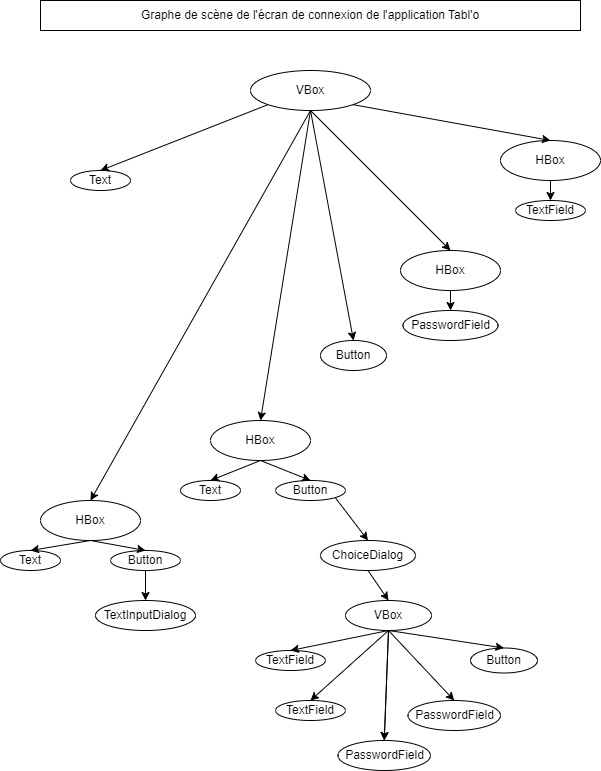 Graphe de scène de l'écran de connexion de l'application Tabl'o
VBox
HBox
Text
TextField
HBox
PasswordField
Button
HBox
Text
Button
HBox
Text
Button
ChoiceDialog
TextInputDialog
VBox
TextField
Button
TextField
PasswordField
PasswordField